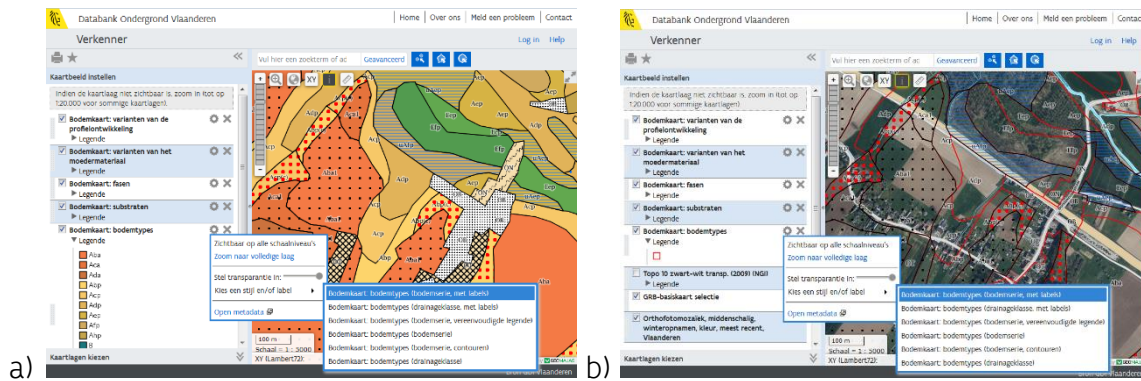 a)
Databank Ondergrond Vlaanderen
Home | Over ons | Meld een probleem | Contact
Verkenner
Log in Help
Vul hier een zoekterm of ac
Geavanceerd
Kaartbeeld instellen
Indien de kaartlaag niet zichtbaar is, zoom in (tot op
1:20.000 voor sommige kaartlagen).
Bodemkaart: varianten van de
profielontwikkeling
Legende
Bodemkaart: varianten van het
moedermateriaal
Legende
Bodemkaart: fasen
Legende
Bodemkaart: substraten
Legende
Bodemkaart: bodemtypes
Legende
Aba
Aca
Ada
Abp
Acp
Adp
Aep
Afp
Ahp
B
Kaartlagen kiezen
XY
Zichtbaar op alle schaalniveau's
Zoom naar volledige laag
Stel transparantie in:
Kies een stijl en/of label
Open metadata
Bodemkaart: bodemtypes (bodemserie, met labels)
Bodemkaart: bodemtypes (drainageklasse, met labels)
Bodemkaart: bodemtypes (bodemserie, vereenvoudigde legende)
Bodemkaart: bodemtypes (bodemserie)
Bodemkaart: bodemtypes (bodemserie, contouren)
Bodemkaart: bodemtypes (drainageklasse)
100 m
Schaal = 1 : 5000
XY (Lambert72):
b)
Databank Ondergrond Vlaanderen
Home | Over ons | Meld een probleem | Contact
Verkenner
Log in Help
Vul hier een zoekterm of ac
Geavanceerd
Kaartbeeld instellen
Indien de kaartlaag niet zichtbaar is, zoom in (tot op
1:20.000 voor sommige kaartlagen).
Bodemkaart: varianten van de
profielontwikkeling
Legende
Bodemkaart: varianten van het
moedermateriaal
Legende
Bodemkaart: fasen
Legende
Bodemkaart: substraten
Legende
Bodemkaart: bodemtypes
Legende
Topo 10 zwart-wit transp. (2009) (NGI)
GRB-basiskaart selectie
Orthofotomozaïek, middenschalig,
winteropnamen, kleur, meest recent,
Vlaanderen
Kaartlagen kiezen
XY
Zichtbaar op alle schaalniveau's
Zoom naar volledige laag
Stel transparantie in:
Kies een stijl en/of label
Open metadata
Bodemkaart: bodemtypes (bodemserie, met labels)
Bodemkaart: bodemtypes (drainageklasse, met labels)
Bodemkaart: bodemtypes (bodemserie, vereenvoudigde legende)
Bodemkaart: bodemtypes (bodemserie)
Bodemkaart: bodemtypes (bodemserie, contouren)
Bodemkaart: bodemtypes (drainageklasse)
100 m
Schaal = 1 : 5000
XY (Lambert72):